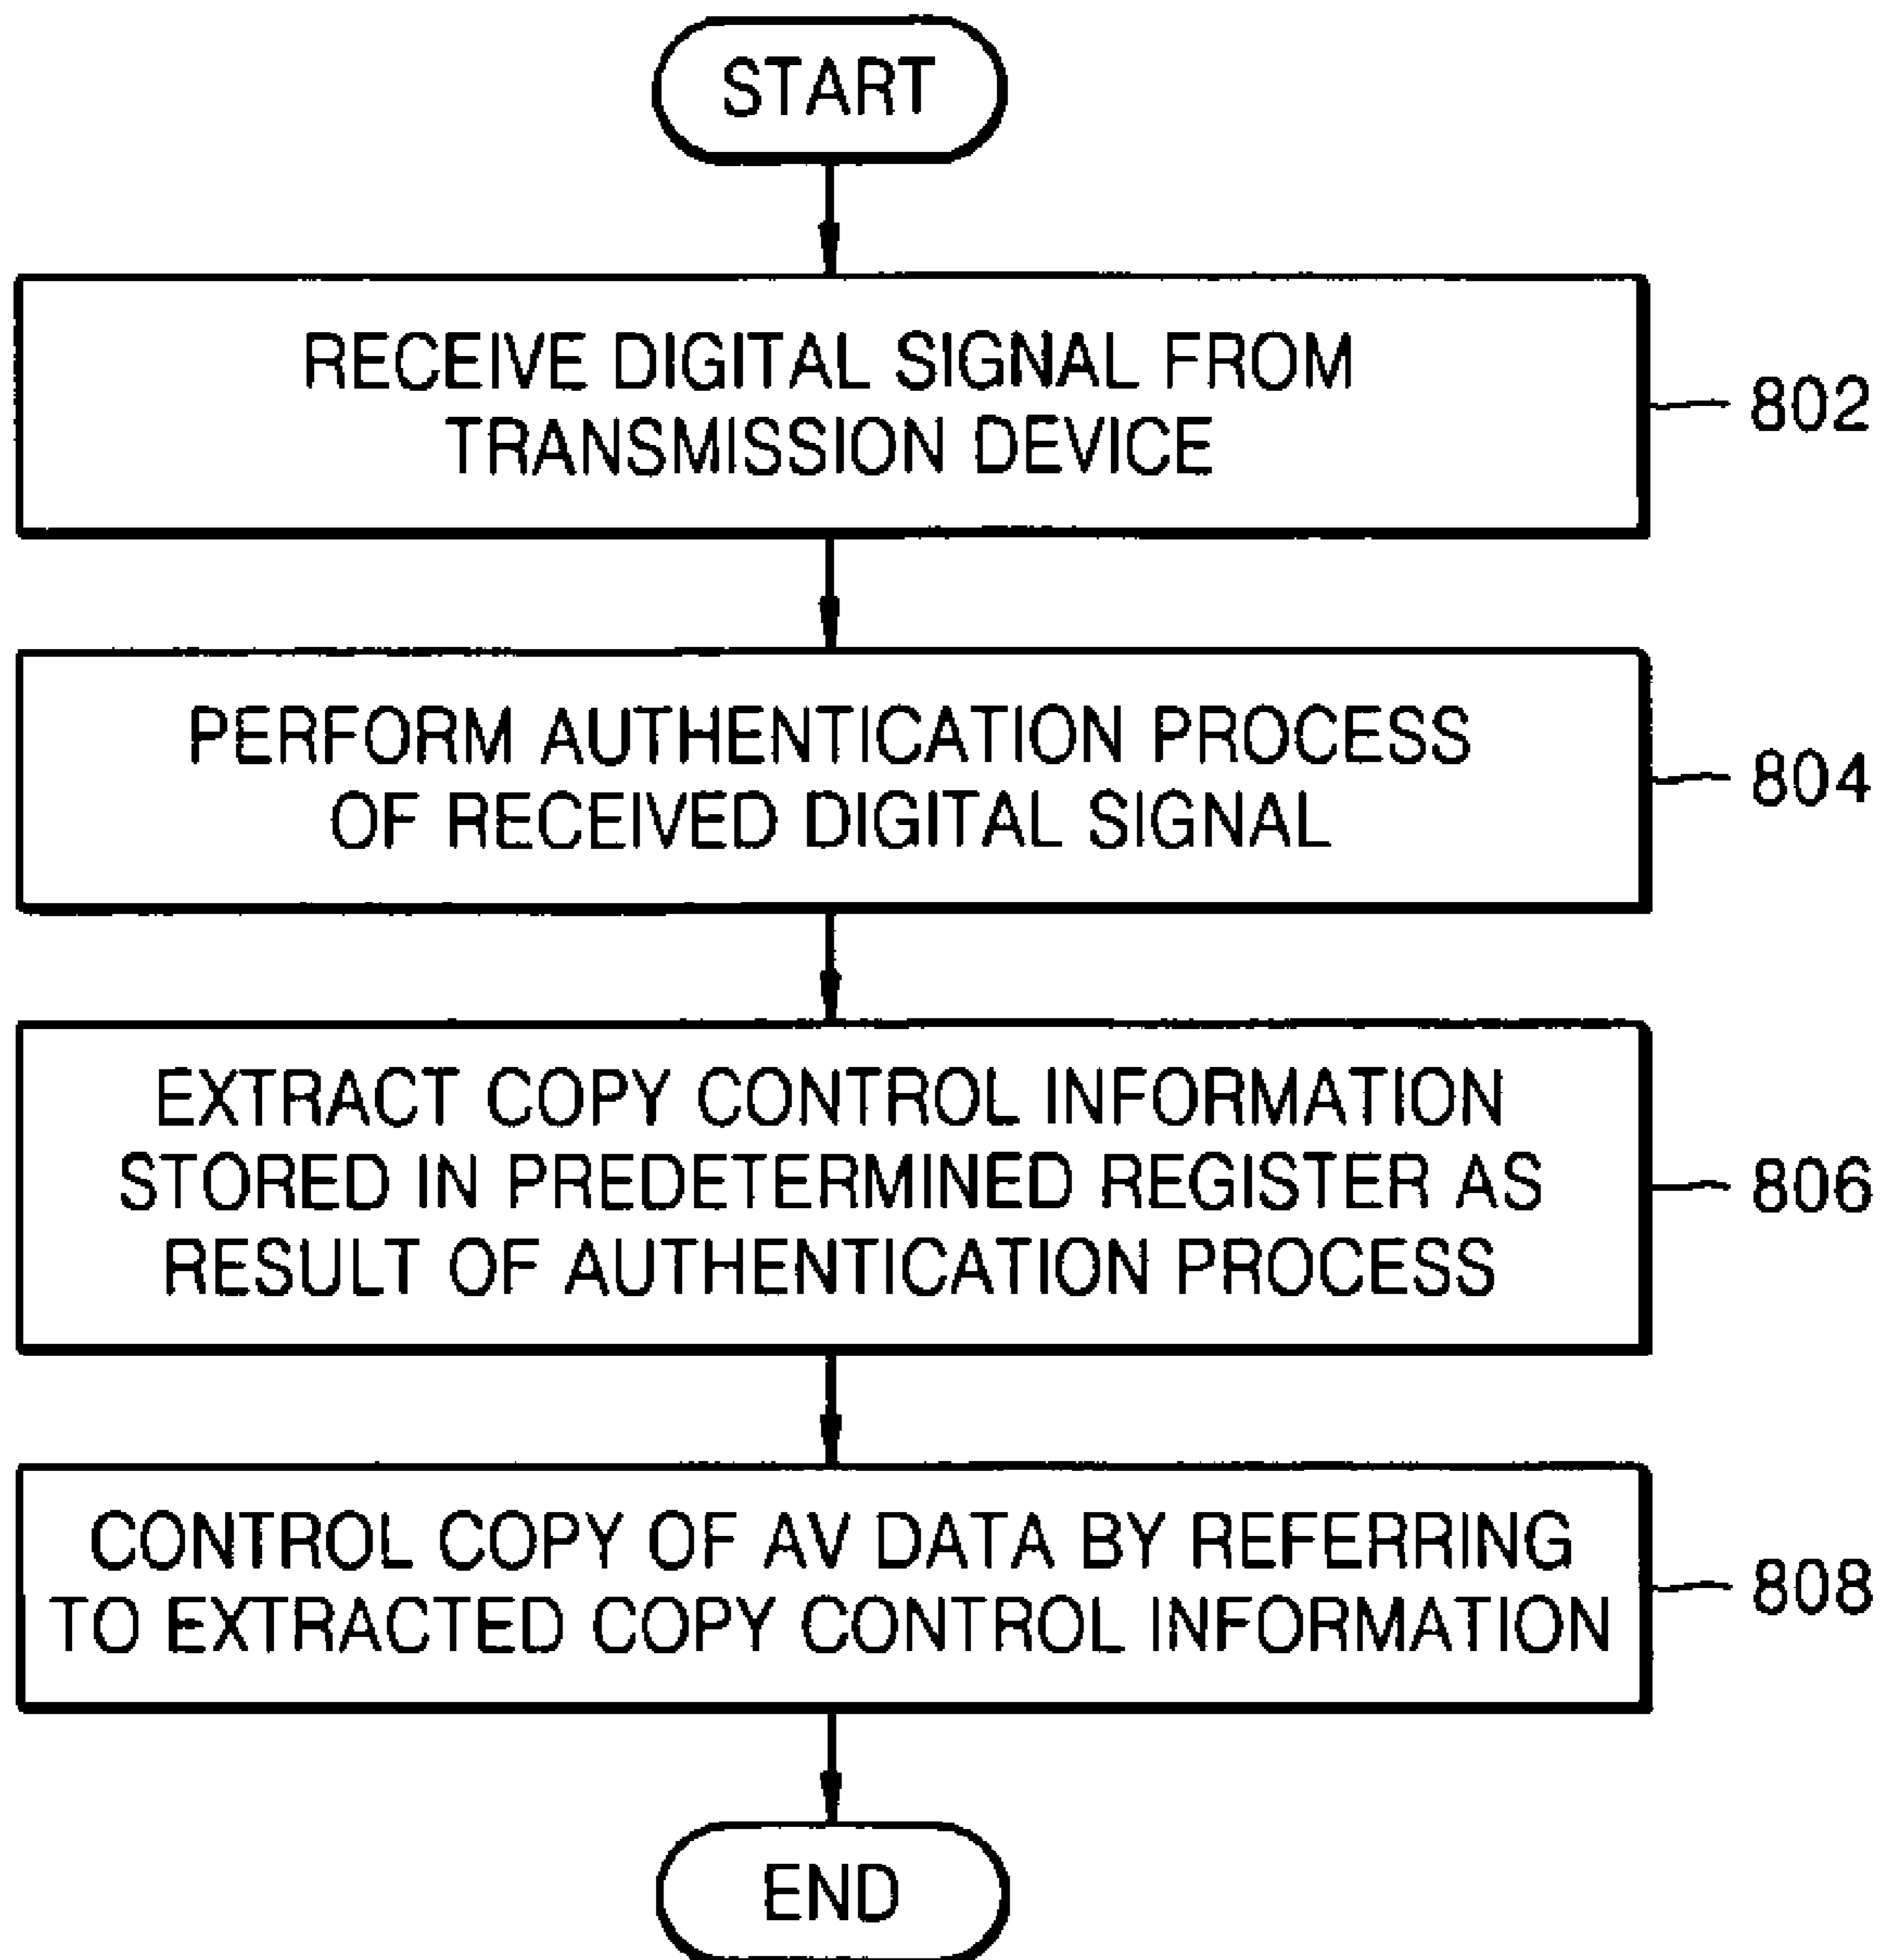 START
RECEIVE DIGITAL SIGNAL FROM
TRANSMISSION DEVICE
802
PERFORM AUTHENTICATION PROCESS
OF RECEIVED DIGITAL SIGNAL
804
EXTRACT COPY CONTROL INFORMATION
STORED IN PREDETERMINED REGISTER AS
RESULT OF AUTHENTICATION PROCESS
806
CONTROL COPY OF AV DATA BY REFERRING
TO EXTRACTED COPY CONTROL INFORMATION
808
END